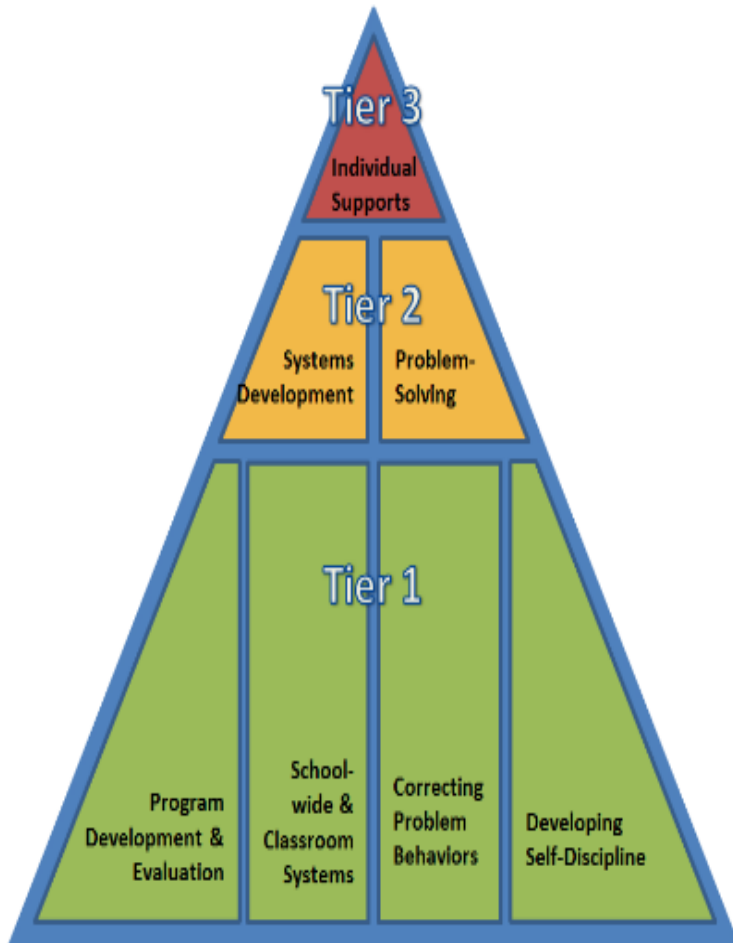 Tier 3
Individual
Supports
Tier 2
Systems
Development
Problem-
Solving
Tier 1
Program
Development &
Evaluation
School-
wide &
Classroom
Systems
Correcting
Problem
Behaviors
Developing
Self-Discipline